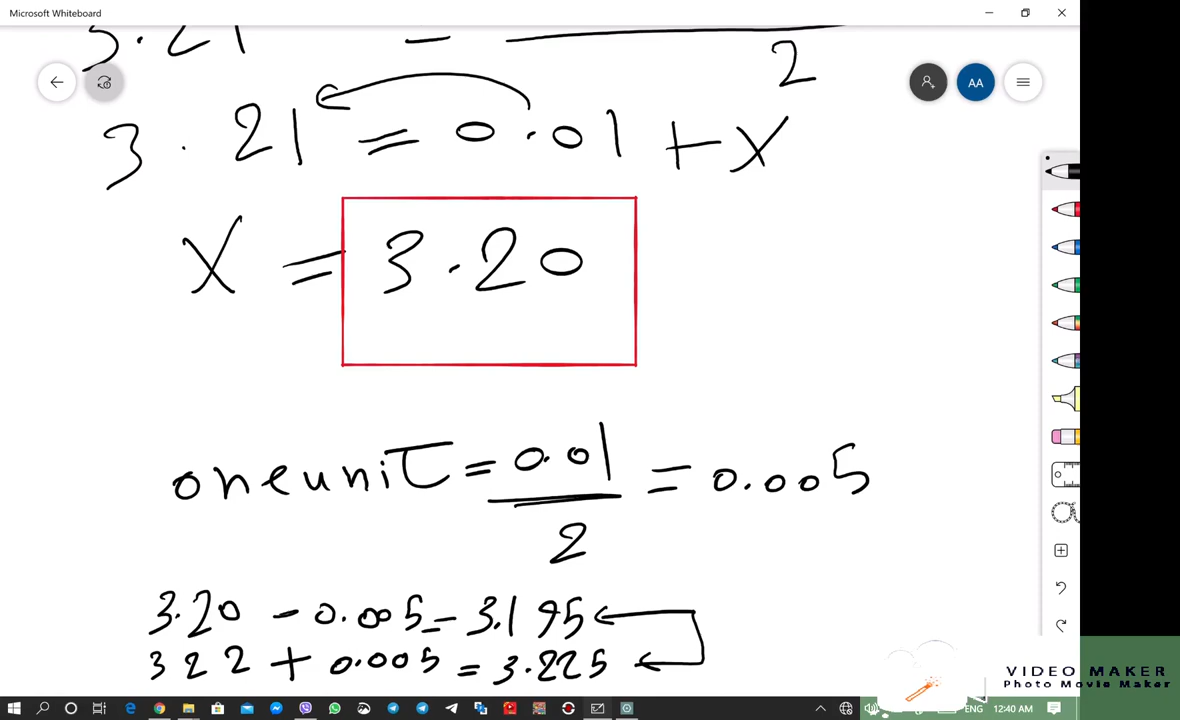 Microsoft Whiteboard
3.21 =
2
AA
3.21 = 0.01 + X
X = 3.20
one unit = 0.01 = 0.005
2
3.20 - 0.005 = 3.195
3 22 + 0.005 = 3.225
VIDEO MAKER
Photo Movie Maker
ENG 12:40 AM